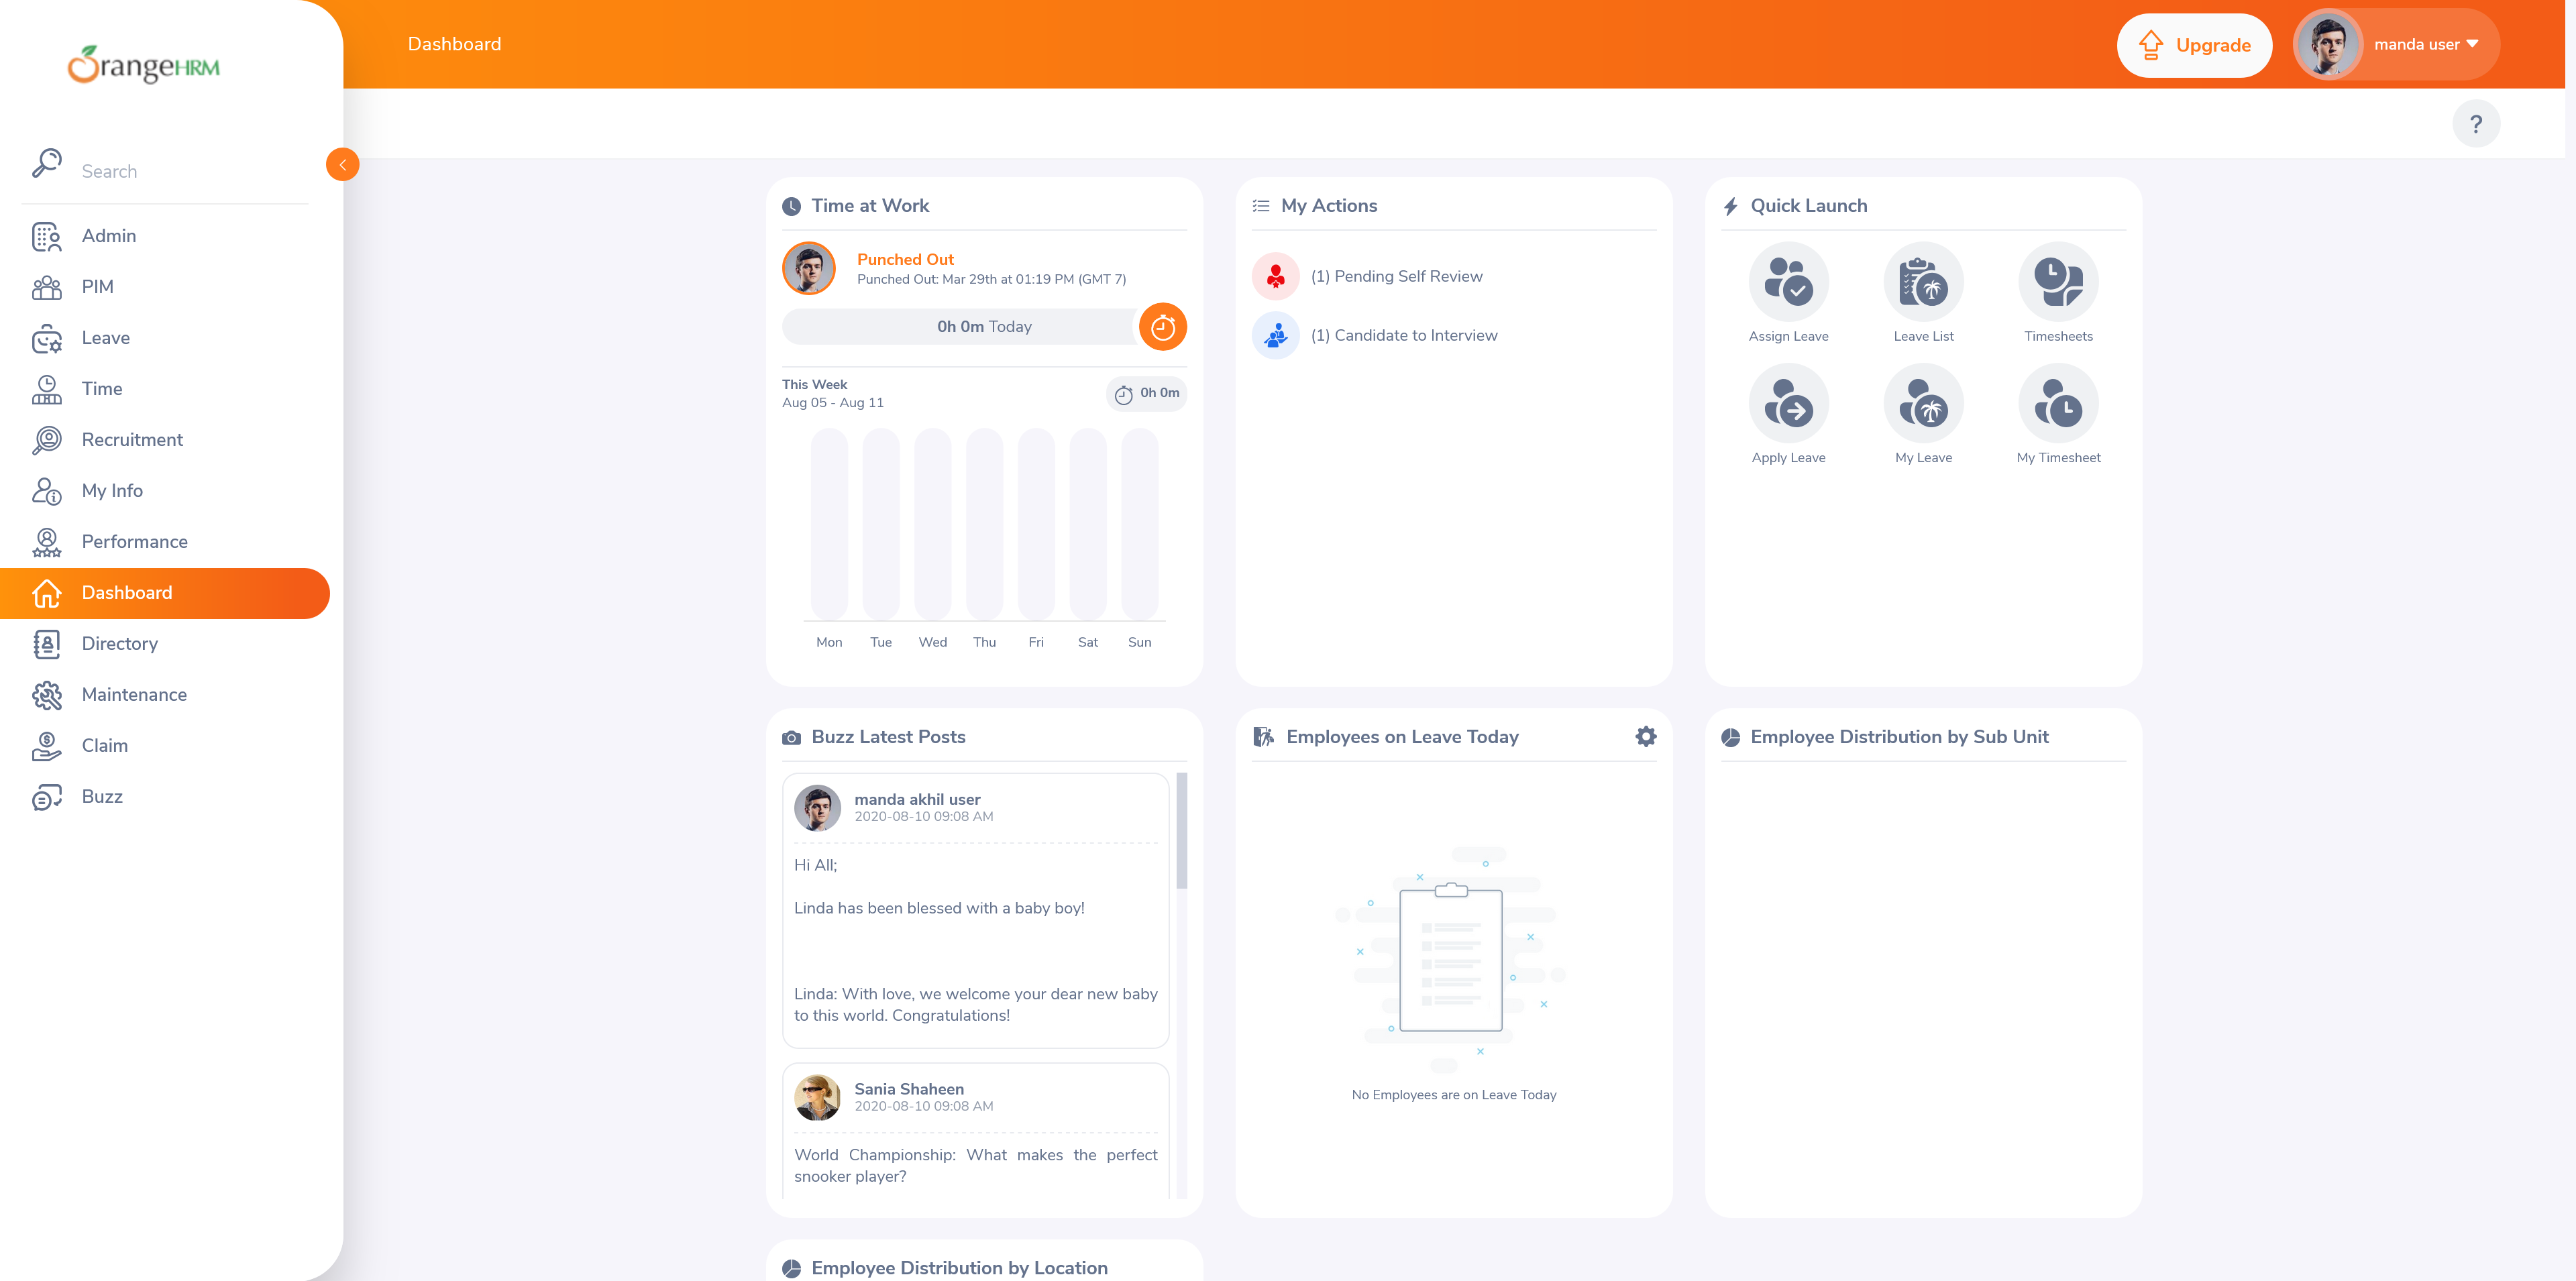 OrangeHRM
Dashboard
Upgrade
manda user
?
Search
Admin
PIM
Leave
Time
Recruitment
My Info
Performance
Dashboard
Directory
Maintenance
Claim
Buzz
Time at Work
Punched Out
Punched Out: Mar 29th at 01:19 PM (GMT 7)
0h 0m Today
This Week
Aug 05 - Aug 11
0h 0m
Mon Tue Wed Thu Fri Sat Sun
My Actions
(1) Pending Self Review
(1) Candidate to Interview
Quick Launch
Assign Leave
Leave List
Timesheets
Apply Leave
My Leave
My Timesheet
Buzz Latest Posts
manda akhil user
2020-08-10 09:08 AM
Hi All;
Linda has been blessed with a baby boy!
Linda: With love, we welcome your dear new baby
to this world. Congratulations!
Sania Shaheen
2020-08-10 09:08 AM
World Championship: What makes the perfect
snooker player?
Employees on Leave Today
No Employees are on Leave Today
Employee Distribution by Sub Unit
Employee Distribution by Location